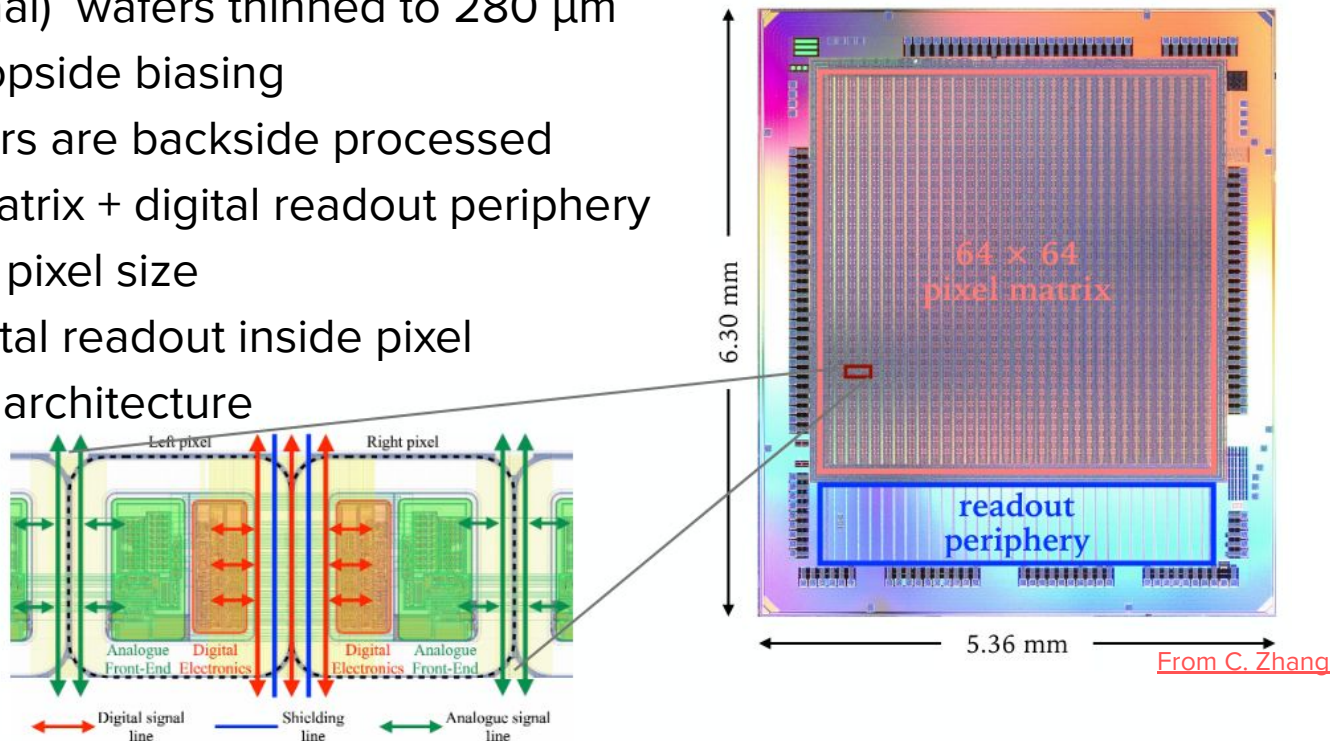 wafers thinned to 280 μm
opside biasing
rs are backside processed
atrix + digital readout periphery
pixel size
tal readout inside pixel
architecture
64 × 64
pixel matrix
readout
periphery
6.30 mm
5.36 mm
From C. Zhang
Left pixel
Right pixel
Analogue
Front-End
Digital
Electronics
Digital
Electronics
Analogue
Front-End
Digital signal
line
Shielding
line
Analogue signal
line